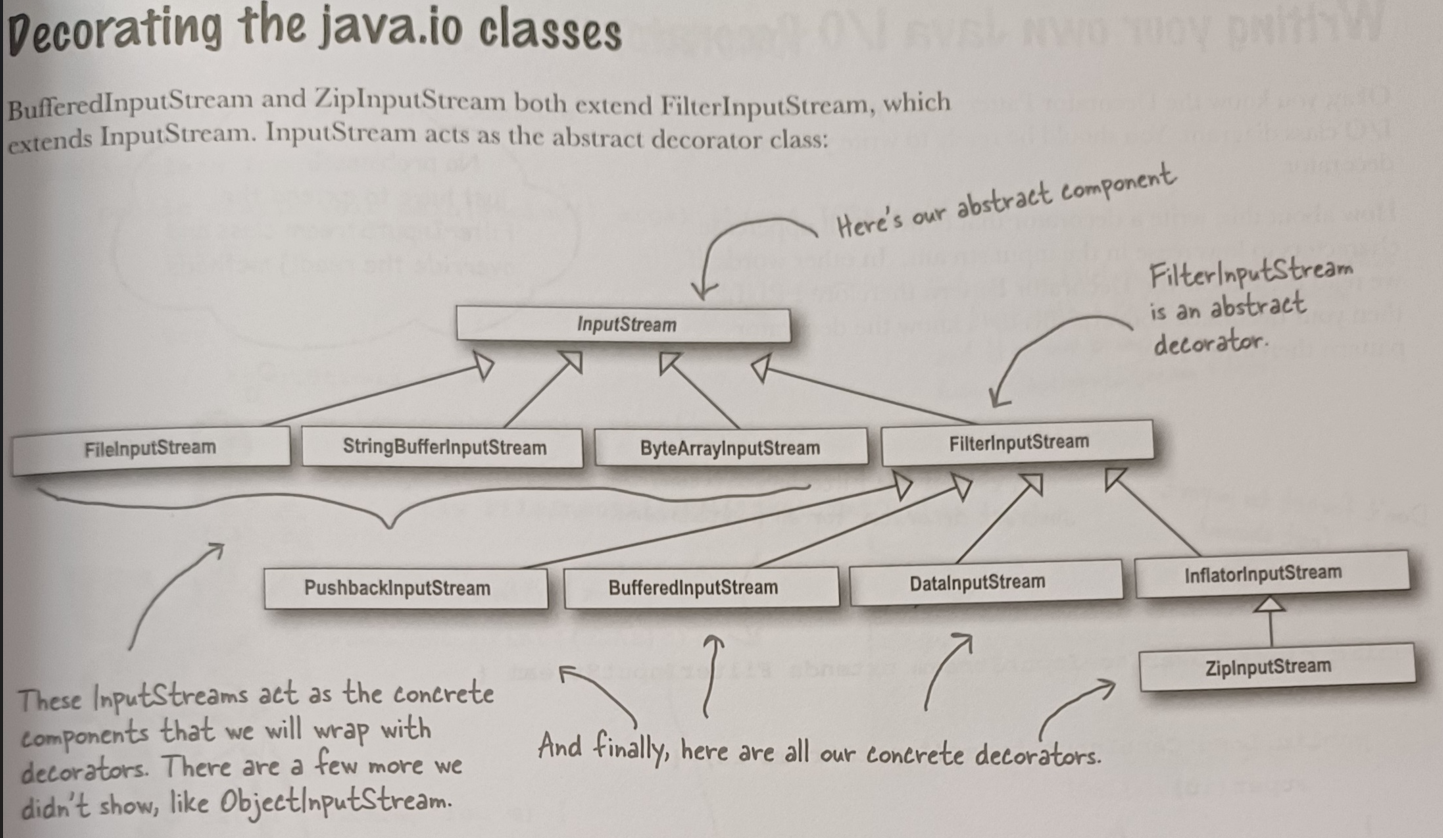 Decorating the java.io classes
BufferedInputStream and ZipInputStream both extend FilterInputStream, which
extends InputStream. InputStream acts as the abstract decorator class:
Here's our abstract component
FilterInputStream
is an abstract
decorator.
InputStream
FileInputStream
StringBufferInputStream
ByteArrayInputStream
FilterInputStream
PushbackInputStream
BufferedInputStream
DataInputStream
InflatorInputStream
ZipInputStream
These InputStreams act as the concrete
components that we will wrap with
decorators. There are a few more we
didn't show, like ObjectInputStream.
And finally, here are all our concrete decorators.